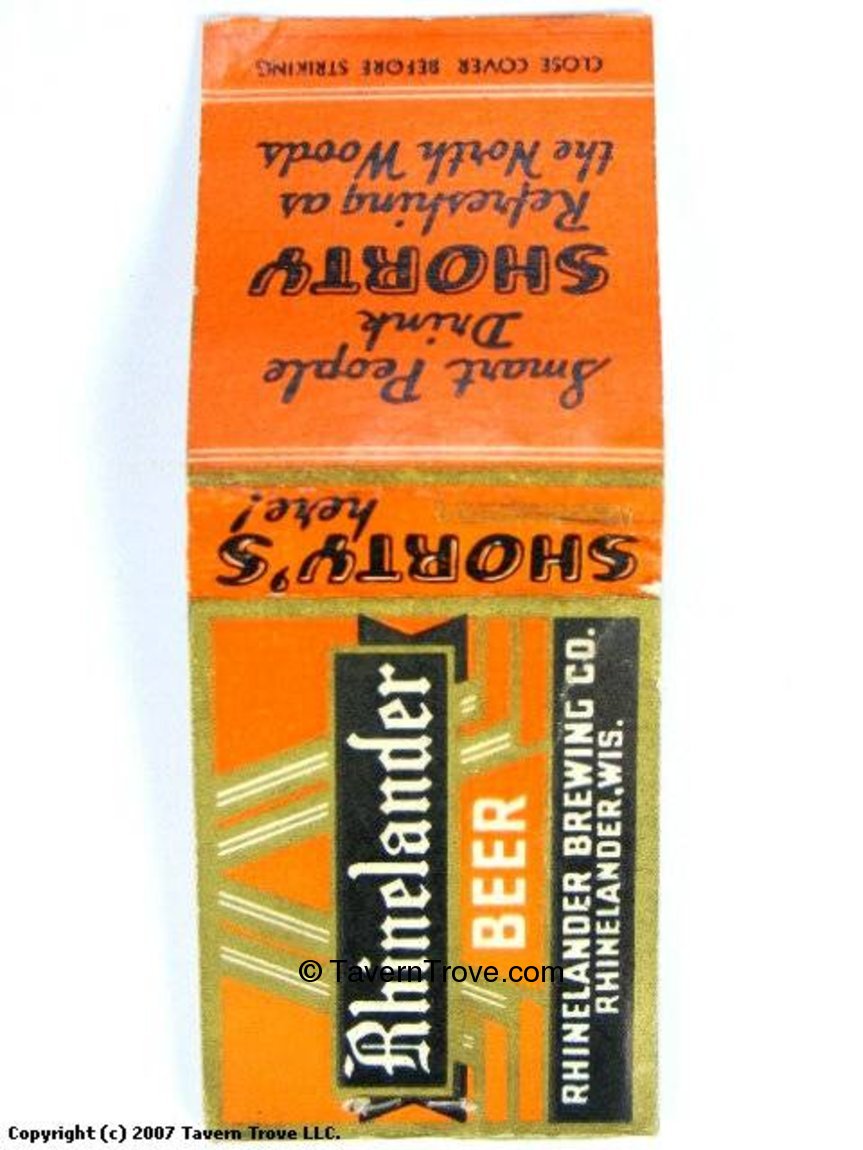 CLOSE COVER BEFORE STRIKING
Smart People
Drink
SHORTY
Refreshing as
the North Woods
SHORTY'S
here!
Rhinelander
BEER
RHINELANDER BREWING CO.
RHINELANDER, WIS.
© TavernTrove.com
Copyright (c) 2007 Tavern Trove LLC.